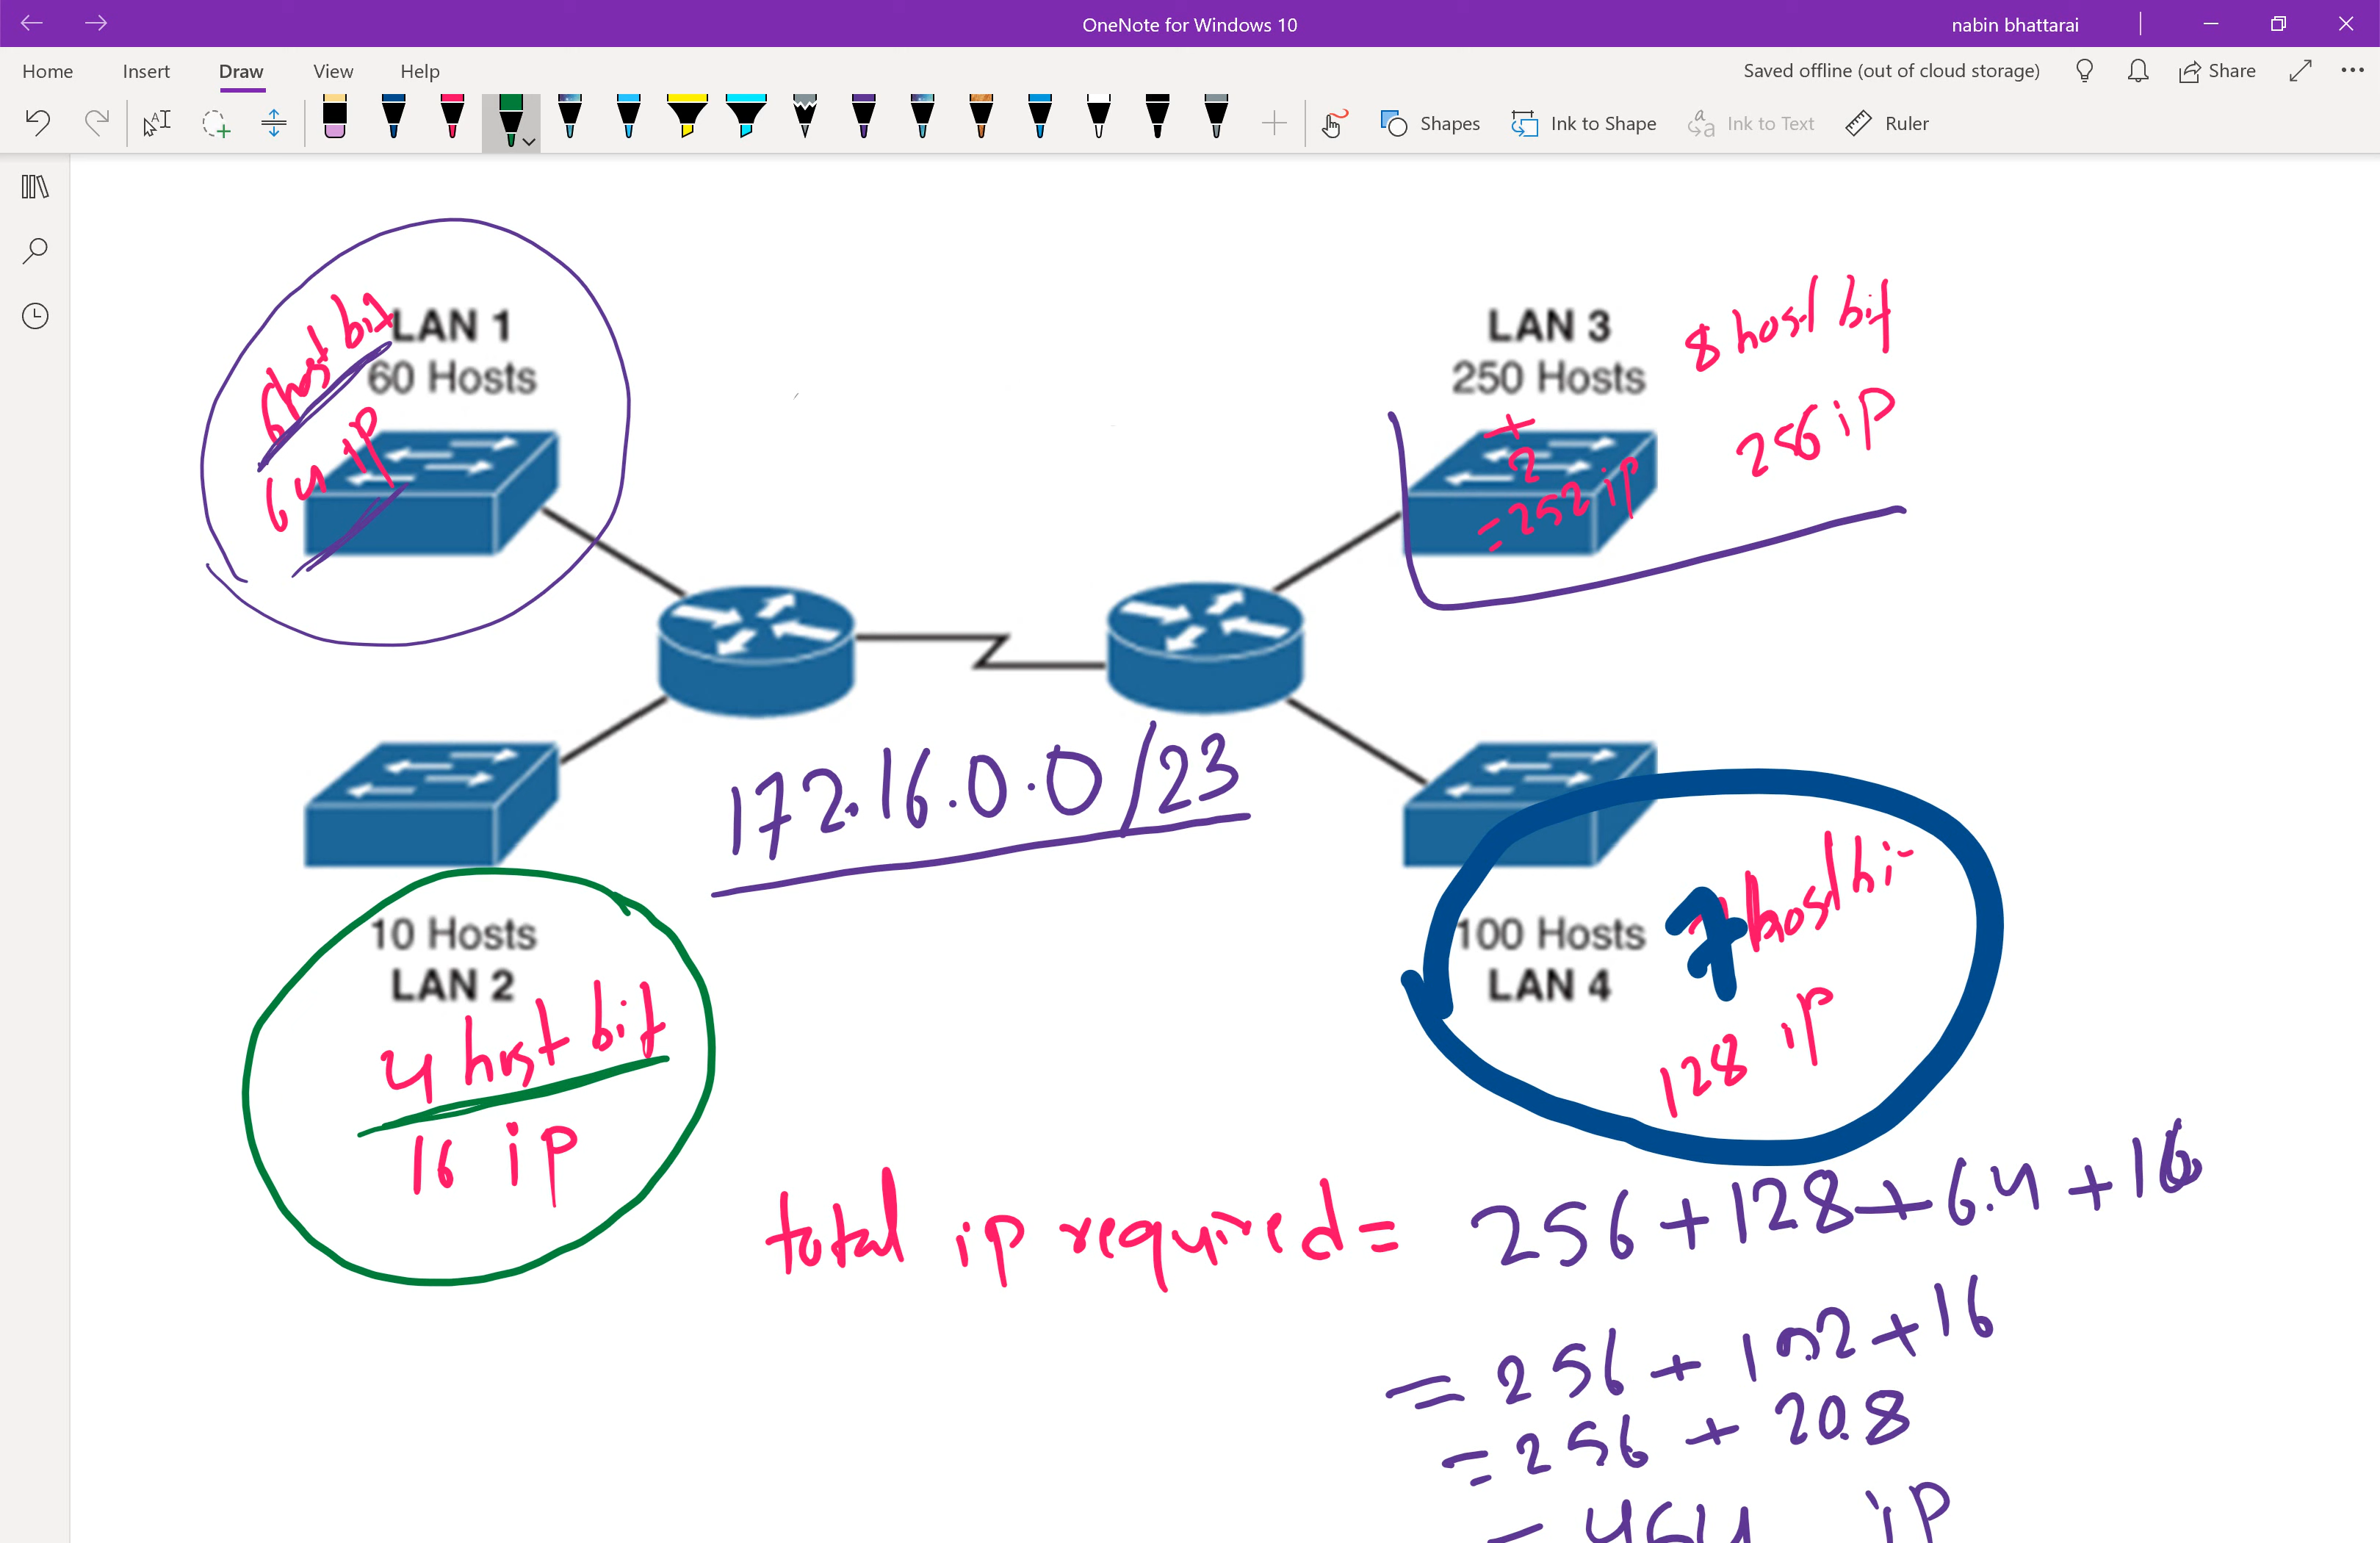 OneNote for Windows 10
nabin bhattarai
Home Insert Draw View Help
Saved offline (out of cloud storage)
Share
Shapes
Ink to Shape
Ink to Text
Ruler
LAN 1
60 Hosts
6 host bit
64 IP
LAN 3
250 Hosts
+
2
=252 ip
8 host bit
256 iP
172.16.0.0/23
10 Hosts
LAN 2
4 host bit
16 ip
100 Hosts
LAN 4
7 host bi
128 iP
total ip required= 256+128+64+16
=256+192+16
=256+208
=464 iP